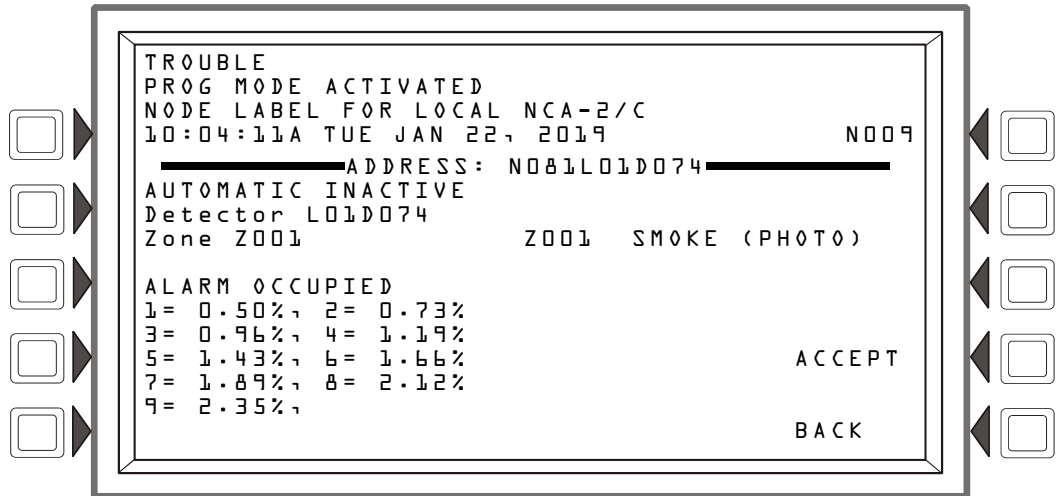 TROUBLE
PROG MODE ACTIVATED
NODE LABEL FOR LOCAL NCA-2/C
10:04:11A TUE JAN 22, 2019 N009
ADDRESS: N081L01D074
AUTOMATIC INACTIVE
Detector L01D074
Zone Z001 Z001 SMOKE (PHOTO)
ALARM OCCUPIED
1= 0.50%, 2= 0.73%
3= 0.96%, 4= 1.19%
5= 1.43%, 6= 1.66%
ACCEPT
7= 1.89%, 8= 2.12%
9= 2.35%,
BACK